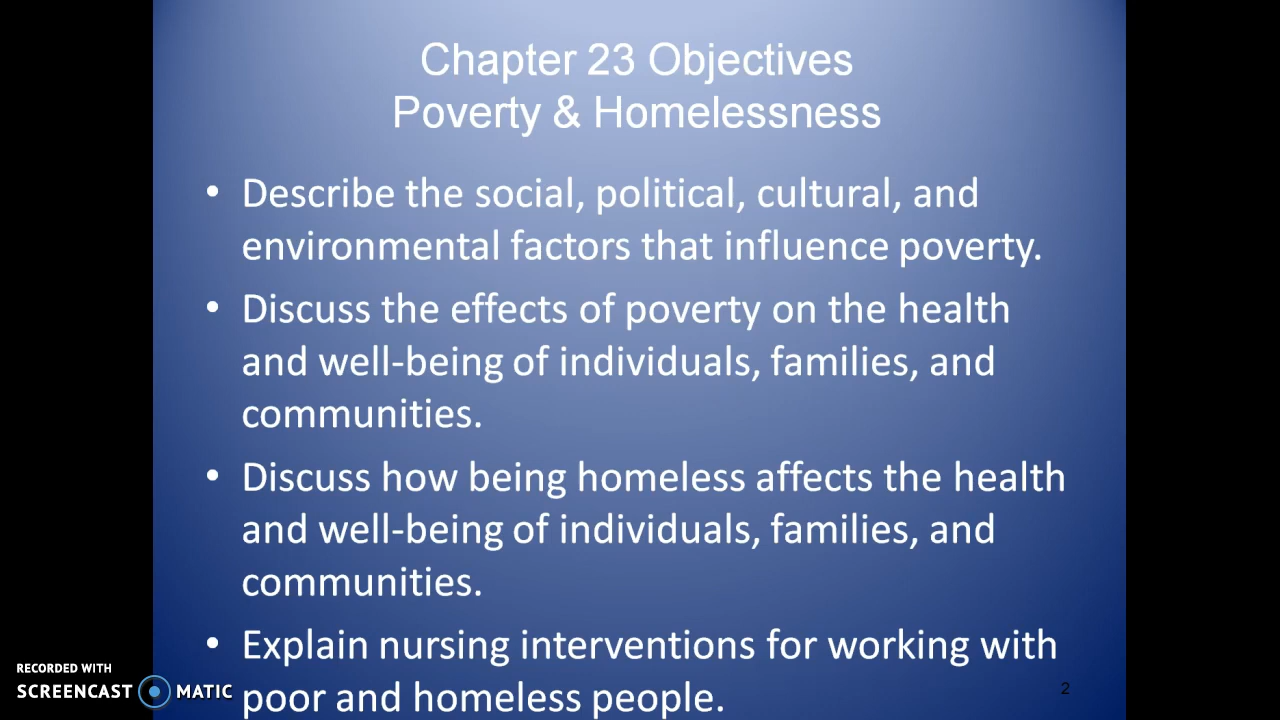 Chapter 23 Objectives
Poverty & Homelessness
• Describe the social, political, cultural, and
environmental factors that influence poverty.
• Discuss the effects of poverty on the health
and well-being of individuals, families, and
communities.
• Discuss how being homeless affects the health
and well-being of individuals, families, and
communities.
• Explain nursing interventions for working with
poor and homeless people.
2
RECORDED WITH
SCREENCAST MATIC